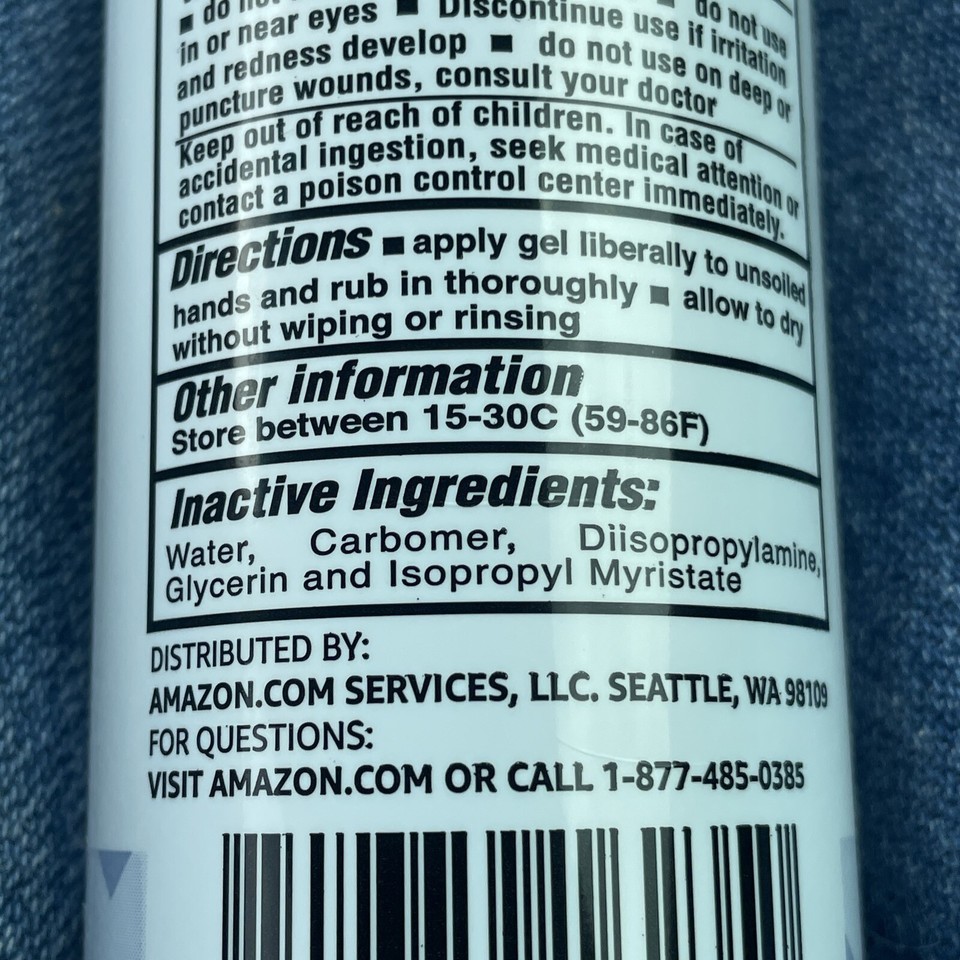 ■ do not ■ do not use
in or near eyes ■ Discontinue use if irritation
and redness develop ■ do not use on deep or
puncture wounds, consult your doctor
Keep out of reach of children. In case of
accidental ingestion, seek medical attention or
contact a poison control center immediately.
Directions ■ apply gel liberally to unsoiled
hands and rub in thoroughly ■ allow to dry
without wiping or rinsing
Other information
Store between 15-30C (59-86F)
Inactive Ingredients:
Water, Carbomer, Diisopropylamine,
Glycerin and Isopropyl Myristate
DISTRIBUTED BY:
AMAZON.COM SERVICES, LLC. SEATTLE, WA 98109
FOR QUESTIONS:
VISIT AMAZON.COM OR CALL 1-877-485-0385